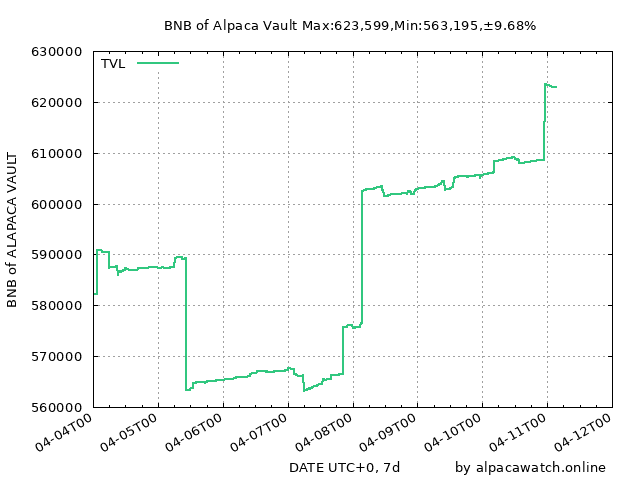 BNB of Alpaca Vault Max:623,599,Min:563,195,±9.68%
TVL
BNB of ALAPACA VAULT
630000
620000
610000
600000
590000
580000
570000
560000
04-04T00
04-05T00
04-06T00
04-07T00
04-08T00
04-09T00
04-10T00
04-11T00
04-12T00
DATE UTC+0, 7d
by alpacawatch.online